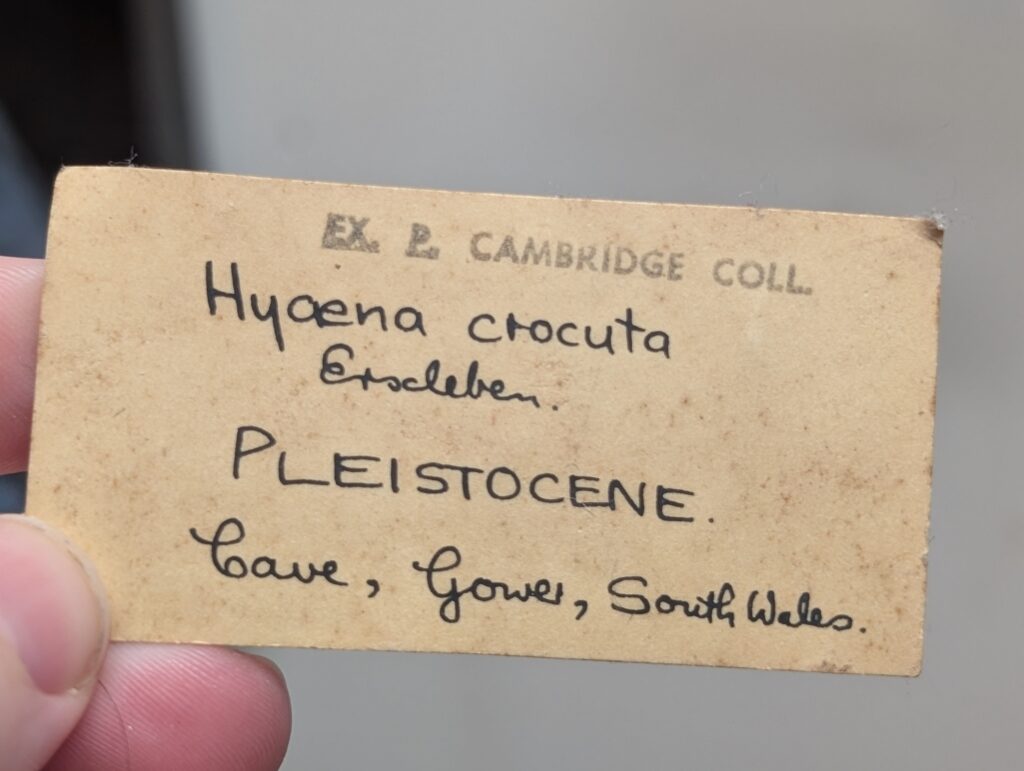 EX. P. CAMBRIDGE COLL.
Hyaena crocuta
Erxleben.
PLEISTOCENE.
Cave, Gower, South Wales.